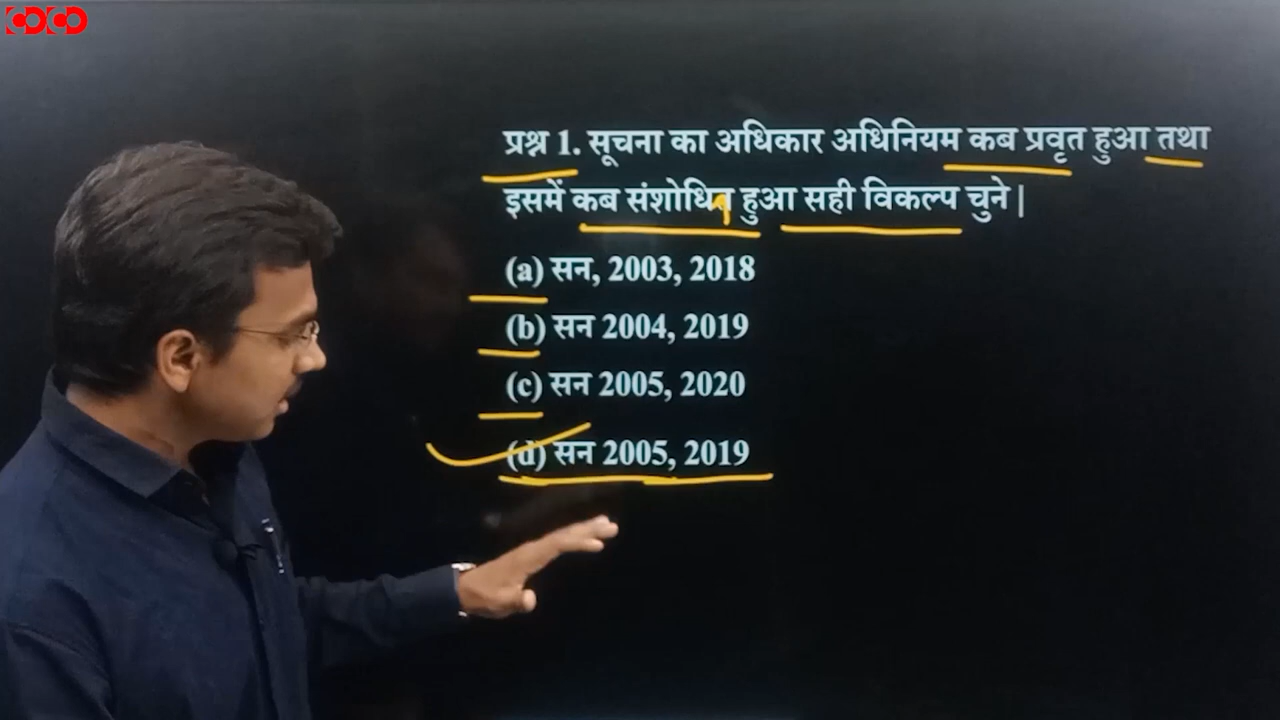 COCO
प्रश्न 1. सूचना का अधिकार अधिनियम कब प्रवृत हुआ तथा
इसमें कब संशोधित हुआ सही विकल्प चुने |
(a) सन, 2003, 2018
(b) सन 2004, 2019
(c) सन 2005, 2020
(d) सन 2005, 2019